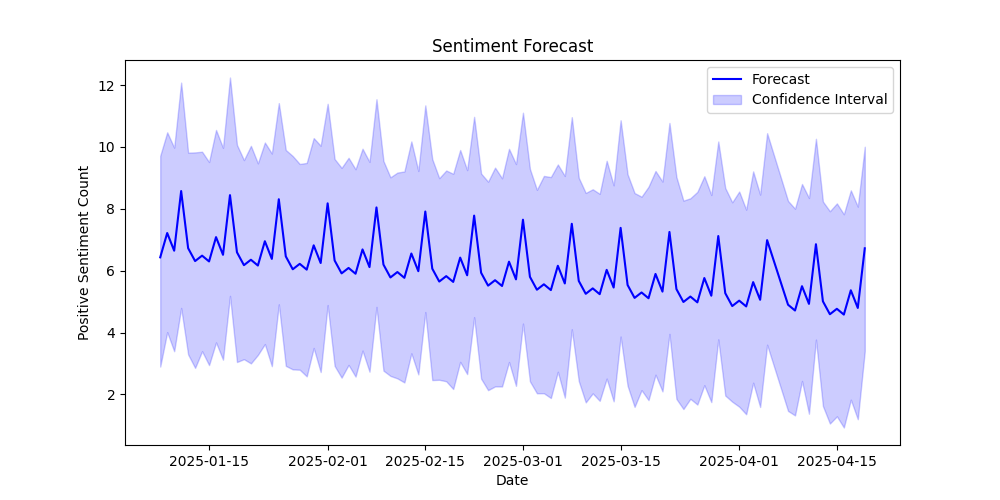 Sentiment Forecast
Forecast
Confidence Interval
12
10
8
6
4
2
Positive Sentiment Count
2025-01-15
2025-02-01
2025-02-15
2025-03-01
2025-03-15
2025-04-01
2025-04-15
Date